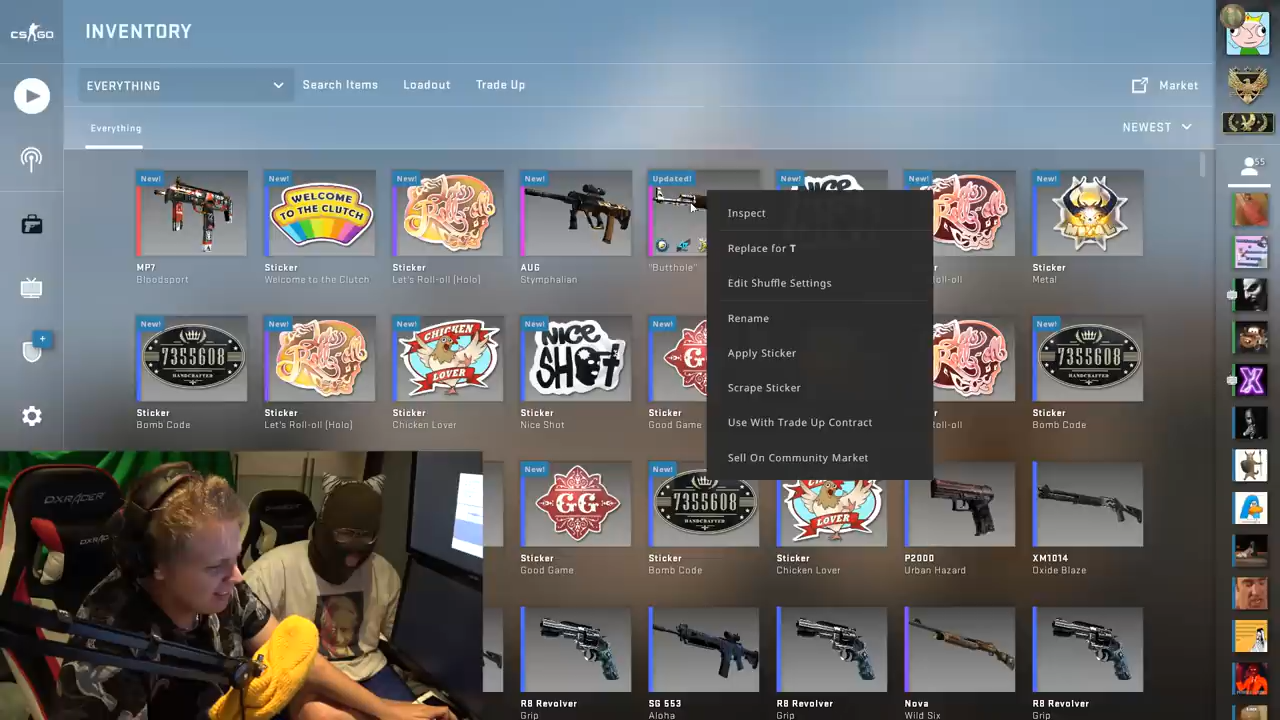 CS:GO
INVENTORY
EVERYTHING
Search Items
Loadout
Trade Up
Market
Everything
NEWEST
55
New!
New!
New!
New!
Updated!
New!
New!
New!
WELCOME
TO THE CLUTCH
NICE
METAL
MP7
Bloodsport
Sticker
Welcome to the Clutch
Sticker
Let's Roll-oll (Holo)
AUG
Stymphalian
"Butthole"
oll-oll
Sticker
Metal
Inspect
Replace for T
Edit Shuffle Settings
Rename
Apply Sticker
Scrape Sticker
Use With Trade Up Contract
Sell On Community Market
New!
New!
New!
New!
New!
New!
7355608
HANDCRAFTED
CHICKEN
LOVER
NICE
SHOT
7355608
HANDCRAFTED
Sticker
Bomb Code
Sticker
Let's Roll-oll (Holo)
Sticker
Chicken Lover
Sticker
Nice Shot
Sticker
Good Game
oll-oll
Sticker
Bomb Code
New!
New!
GG
7355608
HANDCRAFTED
LOVER
Sticker
Good Game
Sticker
Bomb Code
Sticker
Chicken Lover
P2000
Urban Hazard
XM1014
Oxide Blaze
DXRACER
DXRA
R8 Revolver
Grip
SG 553
Aloha
R8 Revolver
Grip
Nova
Wild Six
R8 Revolver
Grip